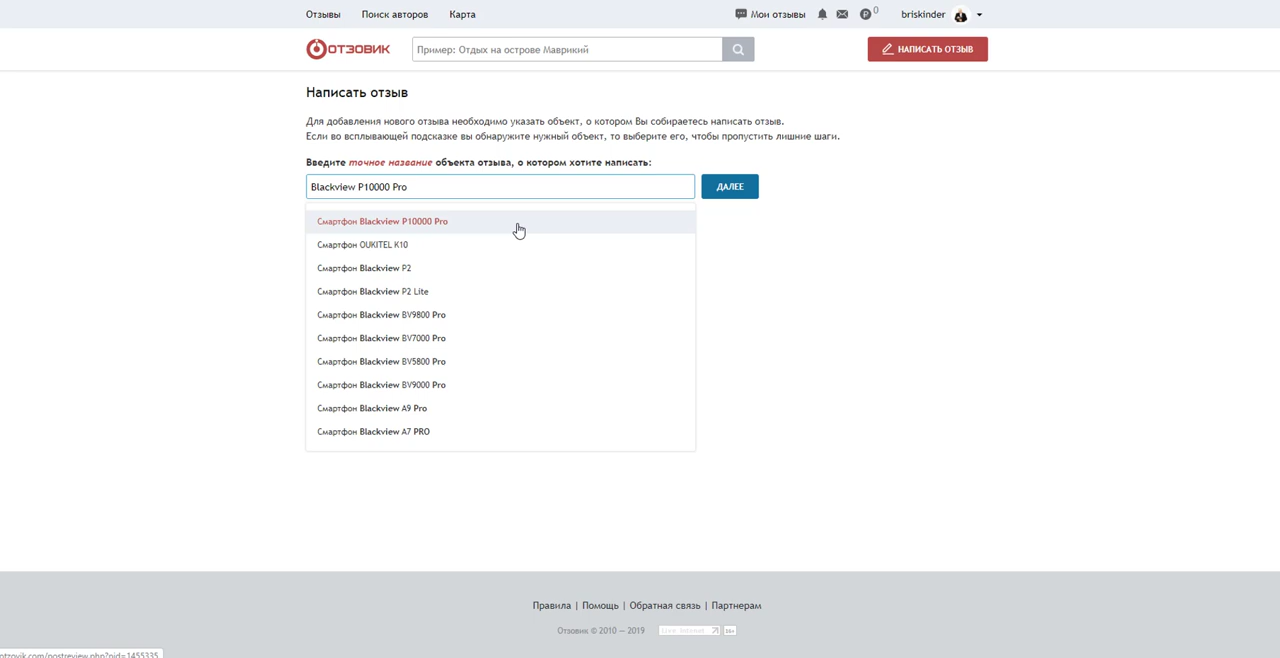 Отзывы Поиск авторов Карта Мои отзывы 0 briskinder
ОТЗОВИК Пример: Отдых на острове Маврикий НАПИСАТЬ ОТЗЫВ
Написать отзыв
Для добавления нового отзыва необходимо указать объект, о котором Вы собираетесь написать отзыв.
Если во всплывающей подсказке вы обнаружите нужный объект, то выберите его, чтобы пропустить лишние шаги.
Введите точное название объекта отзыва, о котором хотите написать:
Blackview P10000 Pro ДАЛЕЕ
Смартфон Blackview P10000 Pro
Смартфон OUKITEL K10
Смартфон Blackview P2
Смартфон Blackview P2 Lite
Смартфон Blackview BV9800 Pro
Смартфон Blackview BV7000 Pro
Смартфон Blackview BV5800 Pro
Смартфон Blackview BV9000 Pro
Смартфон Blackview A9 Pro
Смартфон Blackview A7 PRO
Правила | Помощь | Обратная связь | Партнерам
Отзовик © 2010 — 2019 Live Internet 18+
otzovik.com/postreview.php?pid=1455335